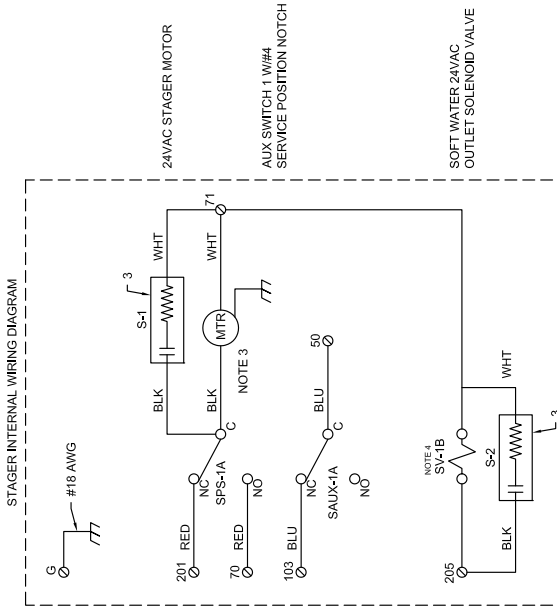 STAGER INTERNAL WIRING DIAGRAM
G
#18 AWG
24VAC STAGER MOTOR
3
S-1
BLK
WHT
71
201
RED
NC
SPS-1A
C
BLK
MTR
WHT
NOTE 3
70
RED
NO
AUX SWITCH 1 W/#4
SERVICE POSITION NOTCH
103
BLU
NC
SAUX-1A
C
BLU
50
NO
SOFT WATER 24VAC
OUTLET SOLENOID VALVE
205
NOTE 4
SV-1B
BLK
S-2
WHT
3